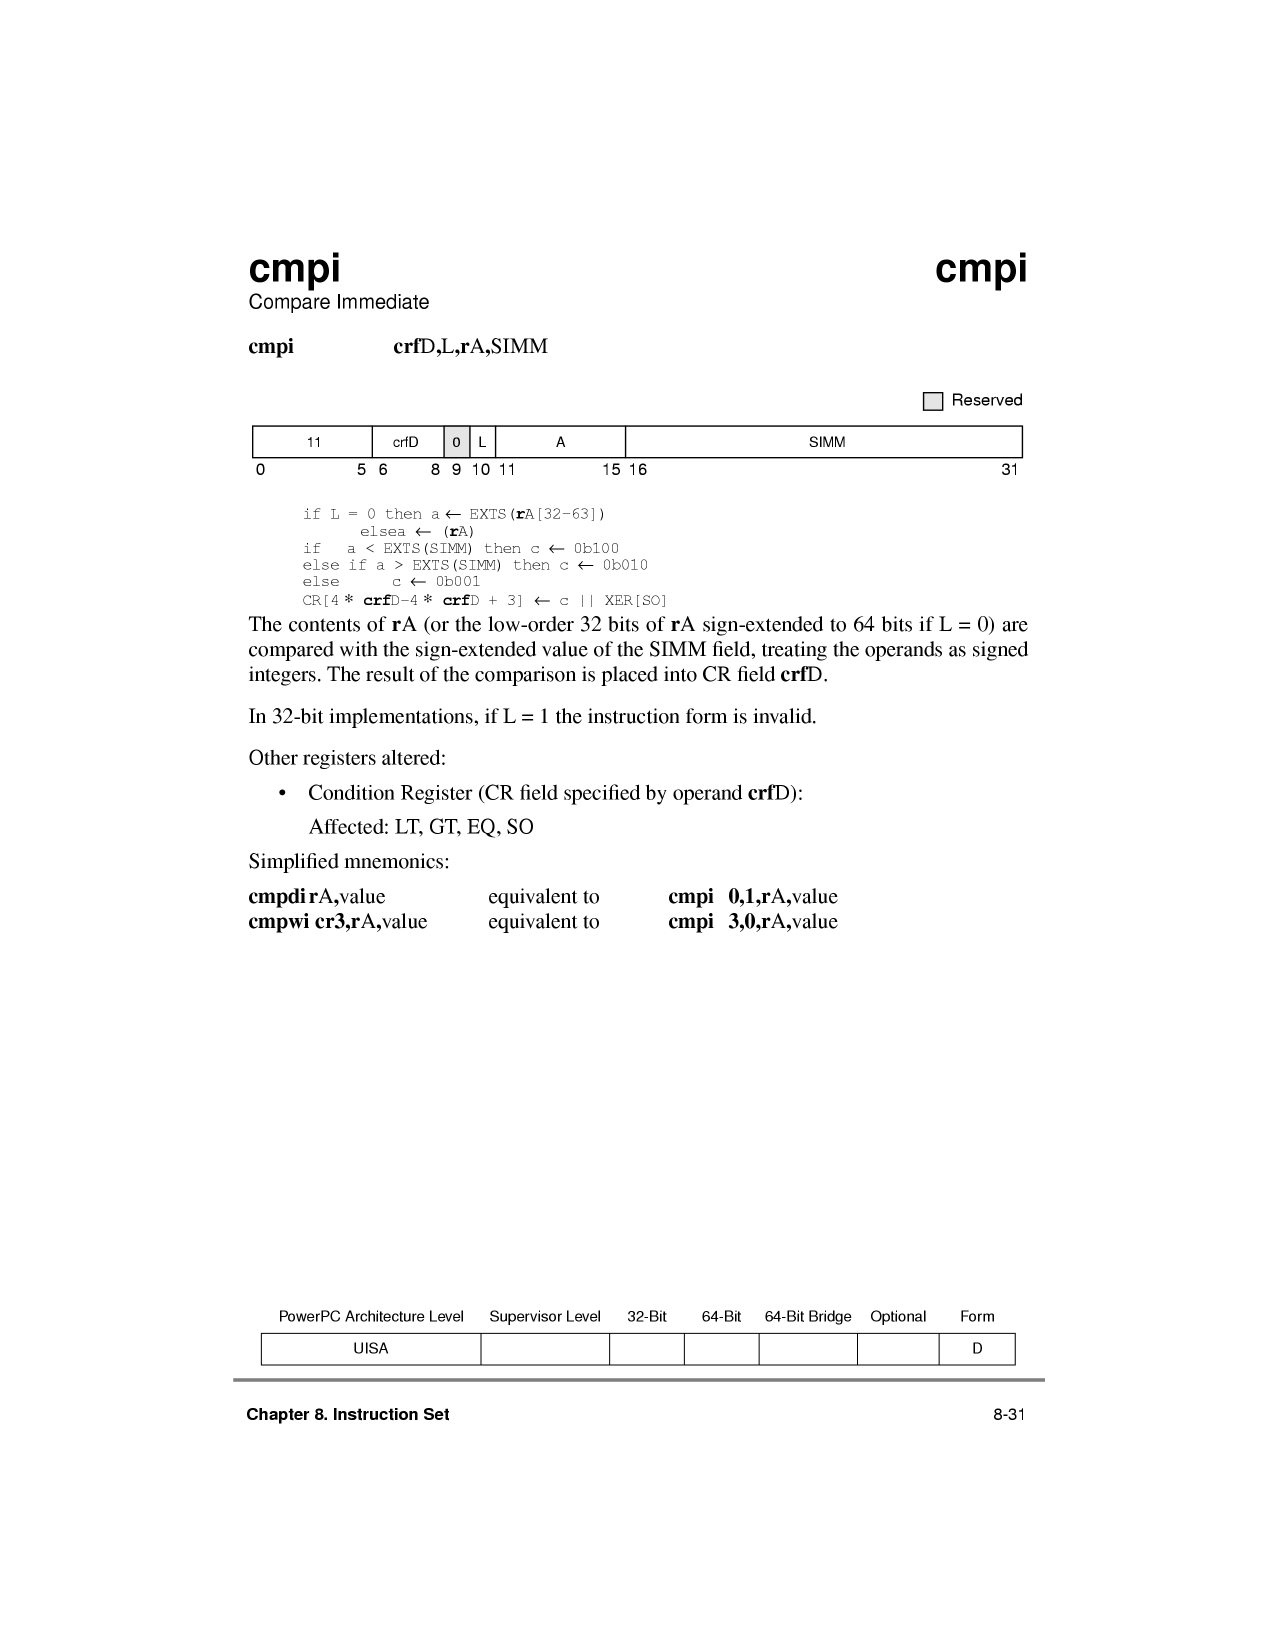 cmpi cmpi
Compare Immediate
cmpi crfD,L,rA,SIMM
Reserved
11 crfD 0 L A SIMM
0 5 6 8 9 10 11 15 16 31
if L = 0 then a ← EXTS(rA[32-63])
elsea ← (rA)
if a < EXTS(SIMM) then c ← 0b100
else if a > EXTS(SIMM) then c ← 0b010
else c ← 0b001
CR[4 * crfD-4 * crfD + 3] ← c || XER[SO]
The contents of rA (or the low-order 32 bits of rA sign-extended to 64 bits if L = 0) are
compared with the sign-extended value of the SIMM field, treating the operands as signed
integers. The result of the comparison is placed into CR field crfD.
In 32-bit implementations, if L = 1 the instruction form is invalid.
Other registers altered:
• Condition Register (CR field specified by operand crfD):
Affected: LT, GT, EQ, SO
Simplified mnemonics:
cmpdi rA,value equivalent to cmpi 0,1,rA,value
cmpwi cr3,rA,value equivalent to cmpi 3,0,rA,value
PowerPC Architecture Level Supervisor Level 32-Bit 64-Bit 64-Bit Bridge Optional Form
UISA D
Chapter 8. Instruction Set 8-31